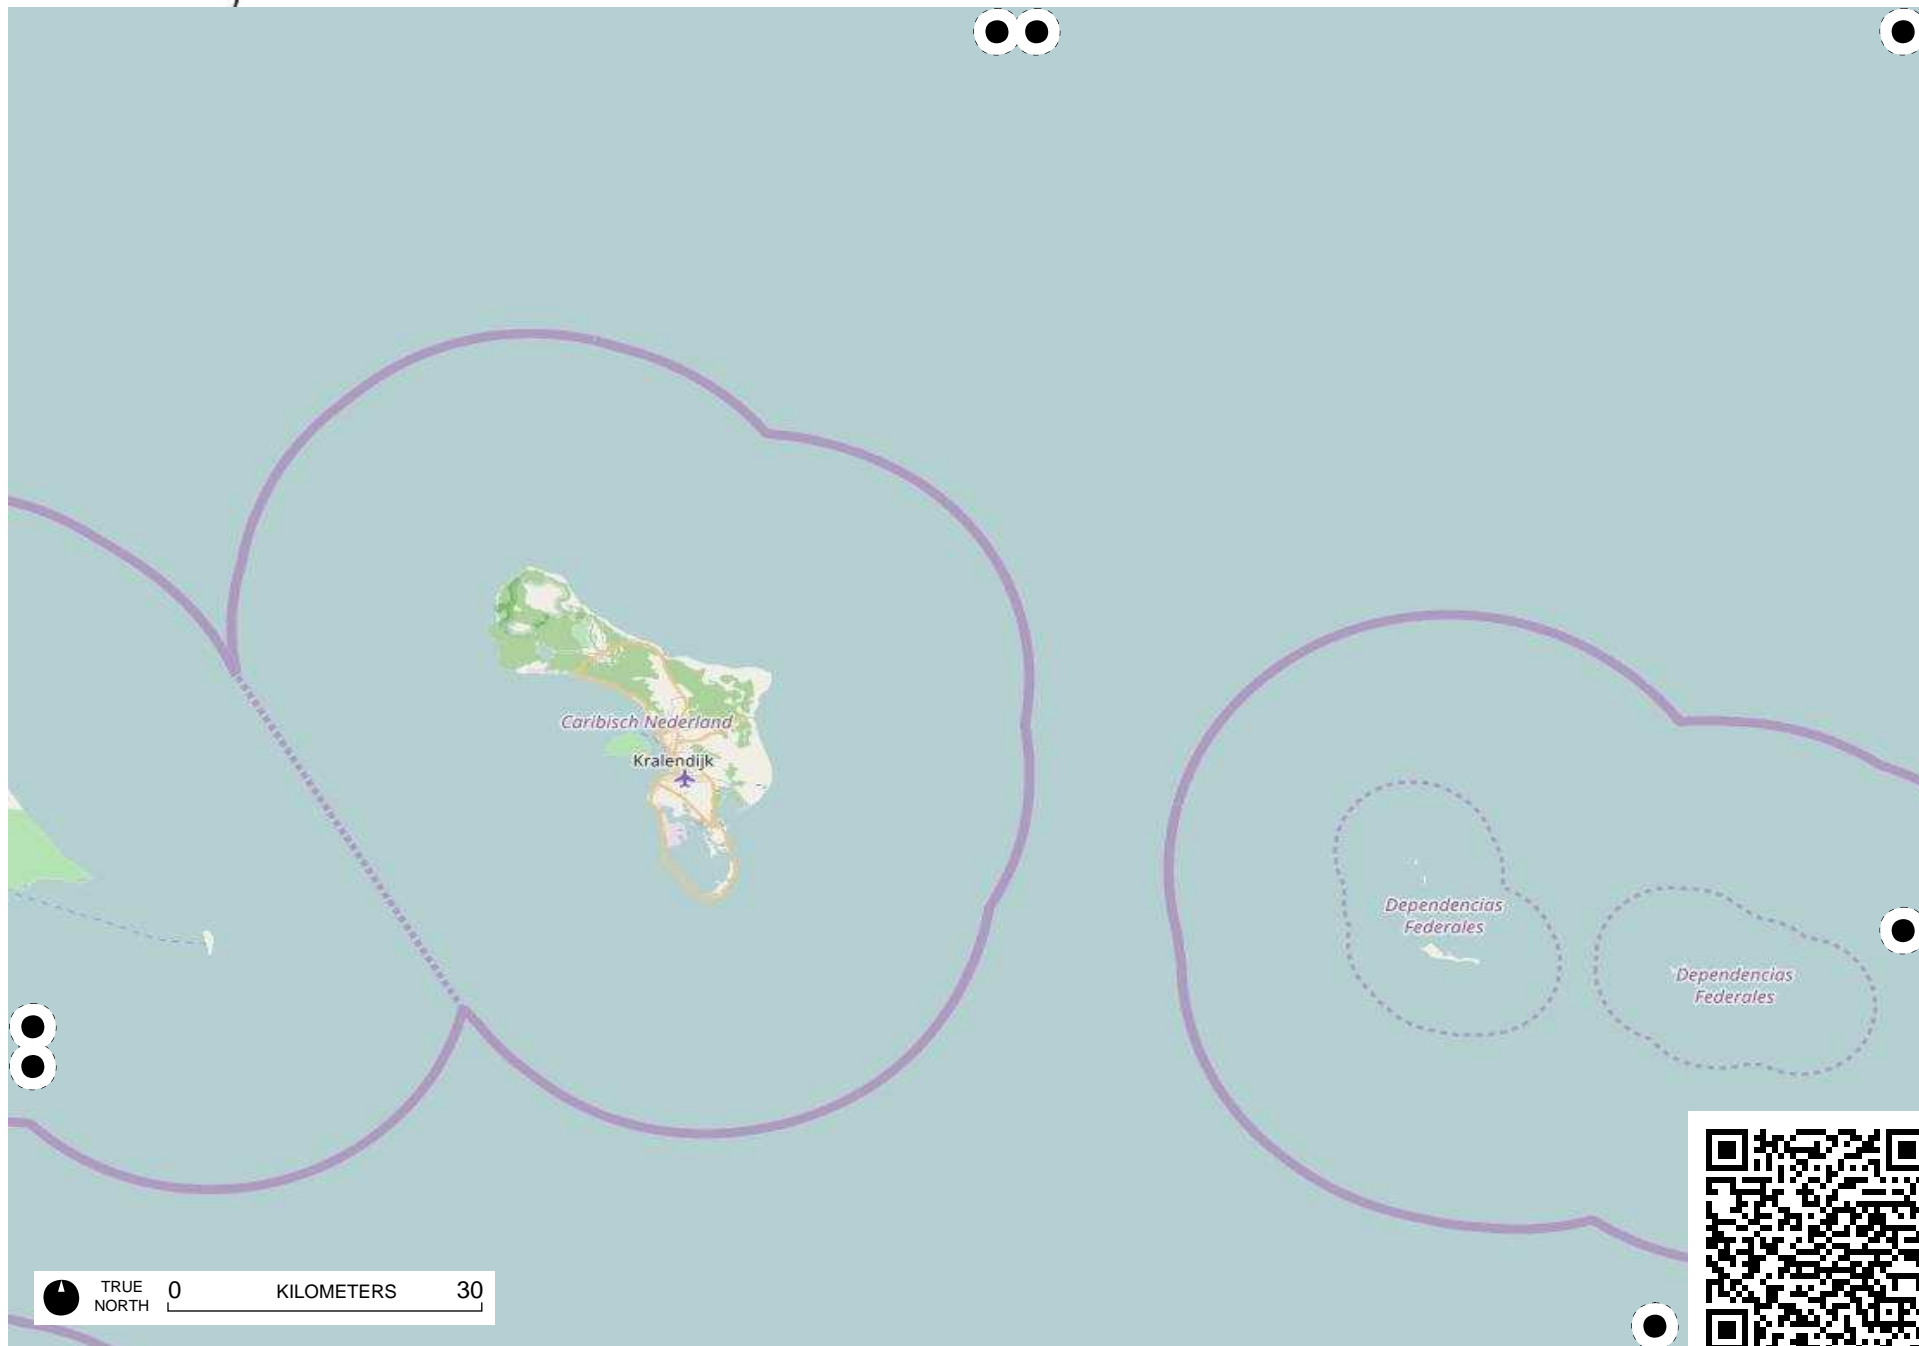 Caribisch Nederland
Kralendijk
Dependencias
Federales
Dependencias
Federales
TRUE
NORTH
0 KILOMETERS 30